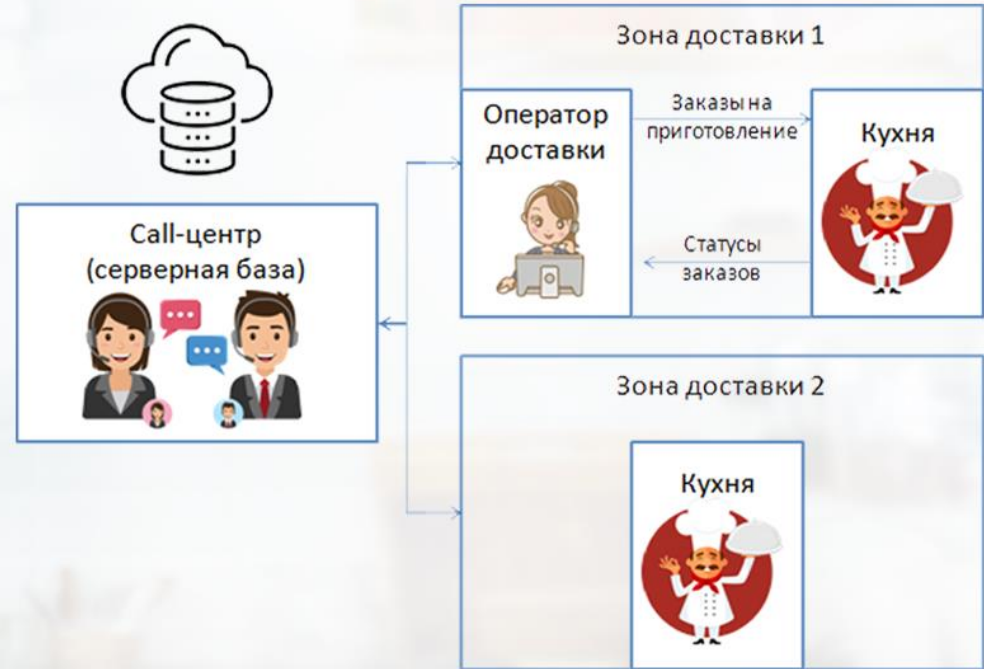 Зона доставки 1
Оператор
доставки
Заказы на
приготовление
Кухня
Статусы
заказов
Call-центр
(серверная база)
Зона доставки 2
Кухня